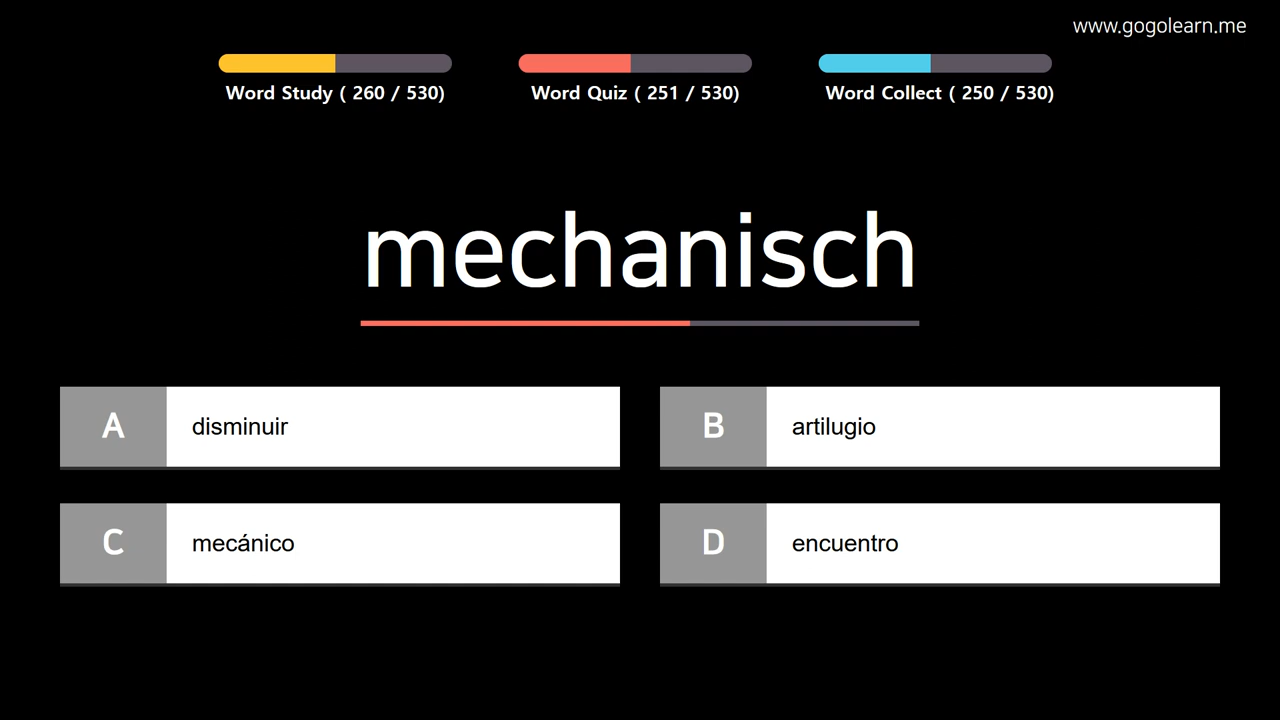 www.gogolearn.me
Word Study ( 260 / 530)
Word Quiz ( 251 / 530)
Word Collect ( 250 / 530)
mechanisch
A disminuir
B artilugio
C mecánico
D encuentro